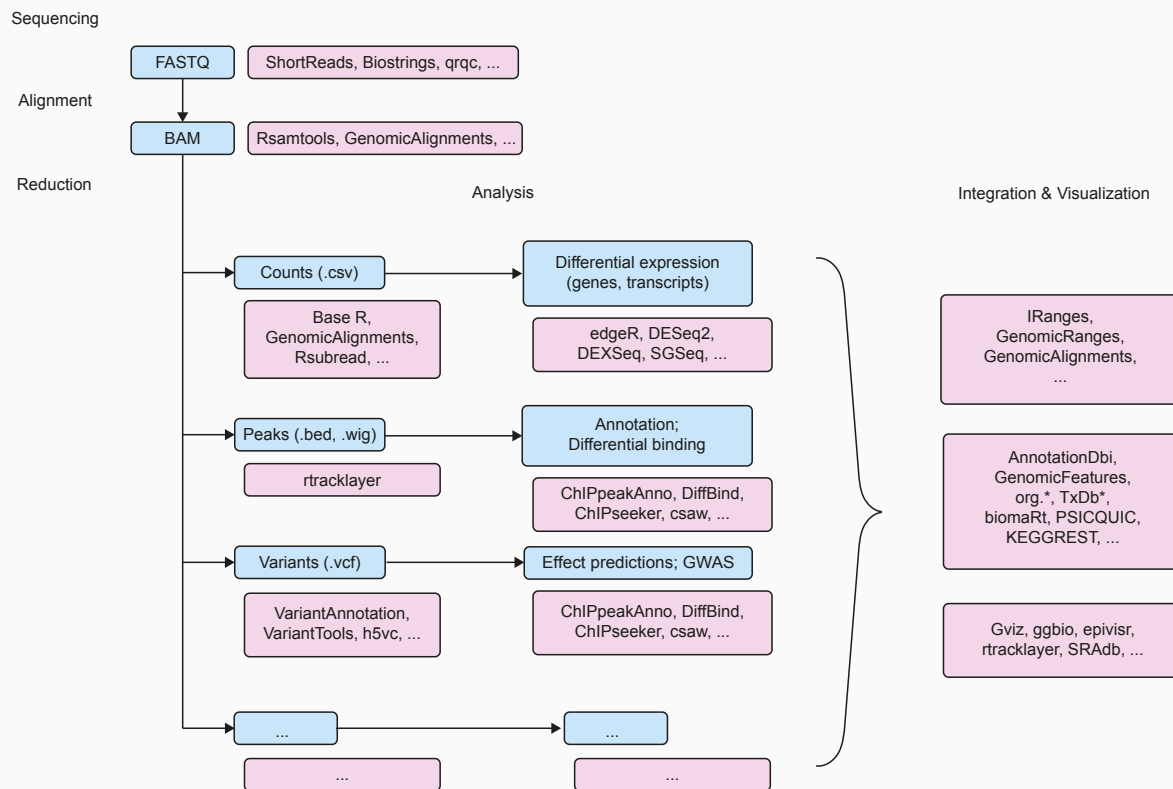 Sequencing
FASTQ
ShortReads, Biostrings, qrqc, ...
Alignment
BAM
Rsamtools, GenomicAlignments, ...
Reduction
Analysis
Integration & Visualization
Counts (.csv)
Differential expression
(genes, transcripts)
Base R,
GenomicAlignments,
Rsubread, ...
edgeR, DESeq2,
DEXSeq, SGSeq, ...
IRanges,
GenomicRanges,
GenomicAlignments,
...
Peaks (.bed, .wig)
Annotation;
Differential binding
rtracklayer
ChIPpeakAnno, DiffBind,
ChIPseeker, csaw, ...
AnnotationDbi,
GenomicFeatures,
org.*, TxDb*,
biomaRt, PSICQUIC,
KEGGREST, ...
Variants (.vcf)
Effect predictions; GWAS
VariantAnnotation,
VariantTools, h5vc, ...
ChIPpeakAnno, DiffBind,
ChIPseeker, csaw, ...
Gviz, ggbio, epivisr,
rtracklayer, SRAdb, ...
...
...
...
...